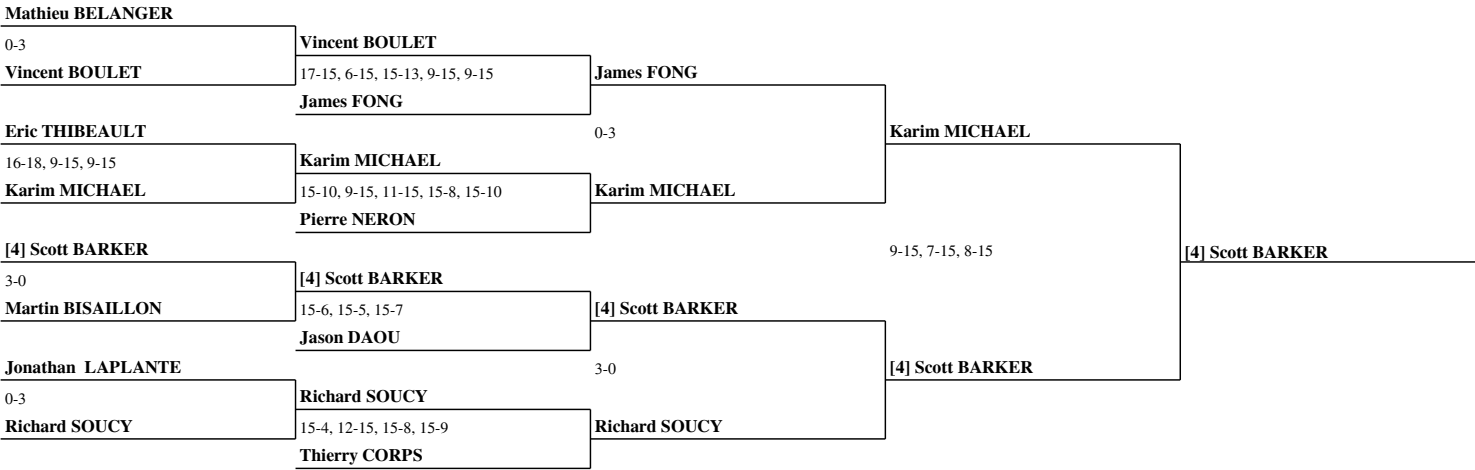 Mathieu BELANGER
0-3
Vincent BOULET
Vincent BOULET
17-15, 6-15, 15-13, 9-15, 9-15
James FONG
James FONG
Eric THIBEAULT
0-3
Karim MICHAEL
16-18, 9-15, 9-15
Karim MICHAEL
Karim MICHAEL
15-10, 9-15, 11-15, 15-8, 15-10
Karim MICHAEL
Pierre NERON
[4] Scott BARKER
9-15, 7-15, 8-15
[4] Scott BARKER
3-0
[4] Scott BARKER
Martin BISAILLON
15-6, 15-5, 15-7
[4] Scott BARKER
Jason DAOU
Jonathan  LAPLANTE
3-0
[4] Scott BARKER
0-3
Richard SOUCY
Richard SOUCY
15-4, 12-15, 15-8, 15-9
Richard SOUCY
Thierry CORPS